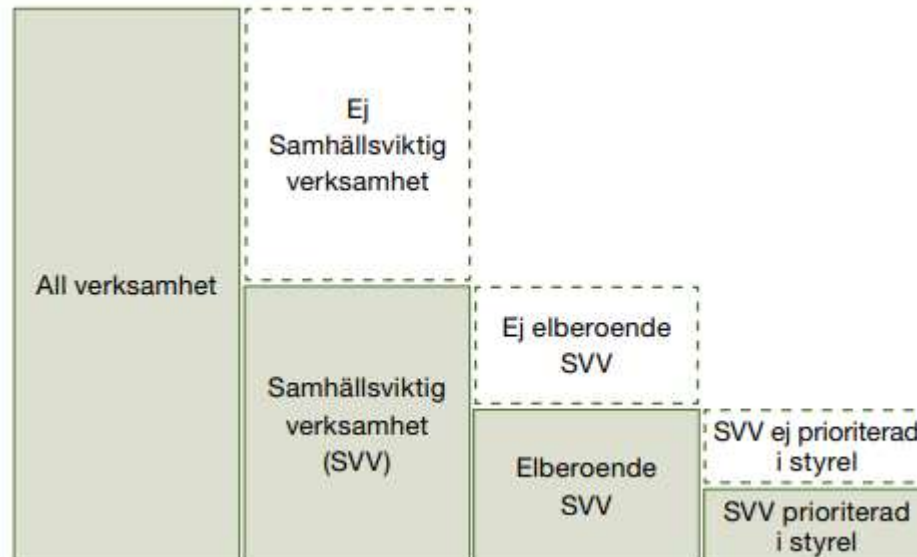 All verksamhet
Ej
Samhällsviktig
verksamhet
Samhällsviktig
verksamhet
(SVV)
Ej elberoende
SVV
Elberoende
SVV
SVV ej prioriterad
i styrel
SVV prioriterad
i styrel